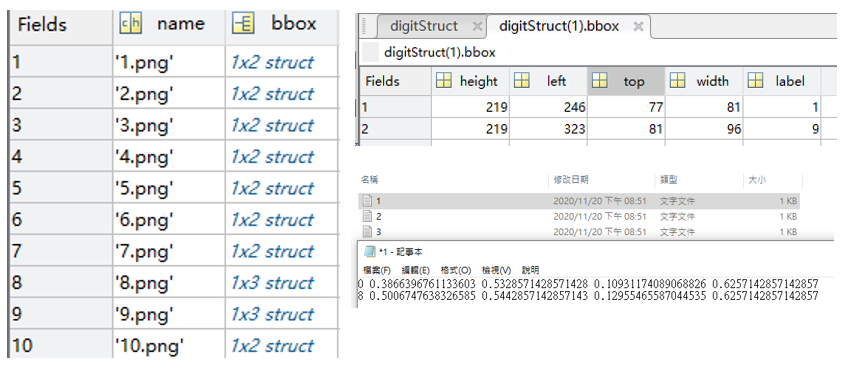 Fields name bbox
1 '1.png' 1x2 struct
2 '2.png' 1x2 struct
3 '3.png' 1x2 struct
4 '4.png' 1x2 struct
5 '5.png' 1x2 struct
6 '6.png' 1x2 struct
7 '7.png' 1x2 struct
8 '8.png' 1x3 struct
9 '9.png' 1x3 struct
10 '10.png' 1x2 struct
digitStruct digitStruct(1).bbox
digitStruct(1).bbox
Fields height left top width label
1 219 246 77 81 1
2 219 323 81 96 9
名稱 修改日期 類型 大小
1 2020/11/20 下午 08:51 文字文件 1 KB
2 2020/11/20 下午 08:51 文字文件 1 KB
3 2020/11/20 下午 08:51 文字文件 1 KB
*1 - 記事本
檔案(F) 編輯(E) 格式(O) 檢視(V) 說明
0 0.3866396761133603 0.5328571428571428 0.10931174089068826 0.6257142857142857
8 0.5006747638326585 0.5442857142857143 0.12955465587044535 0.6257142857142857